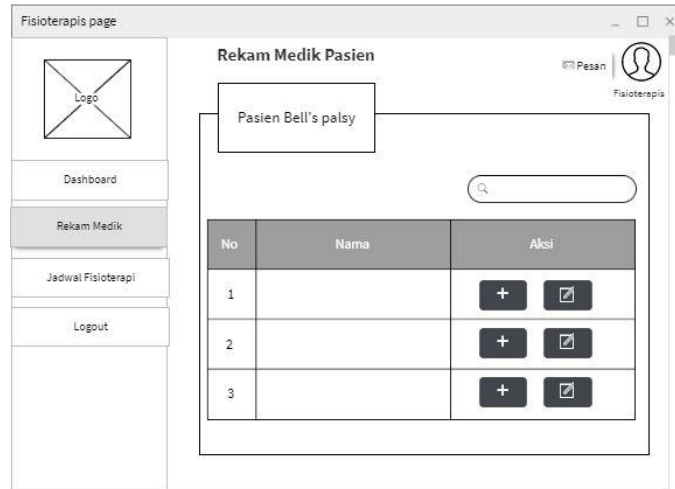 Fisioterapis page
Logo
Dashboard
Rekam Medik
Jadwal Fisioterapi
Logout
Rekam Medik Pasien
Pesan
Fisioterapis
Pasien Bell's palsy
No Nama Aksi
1
2
3